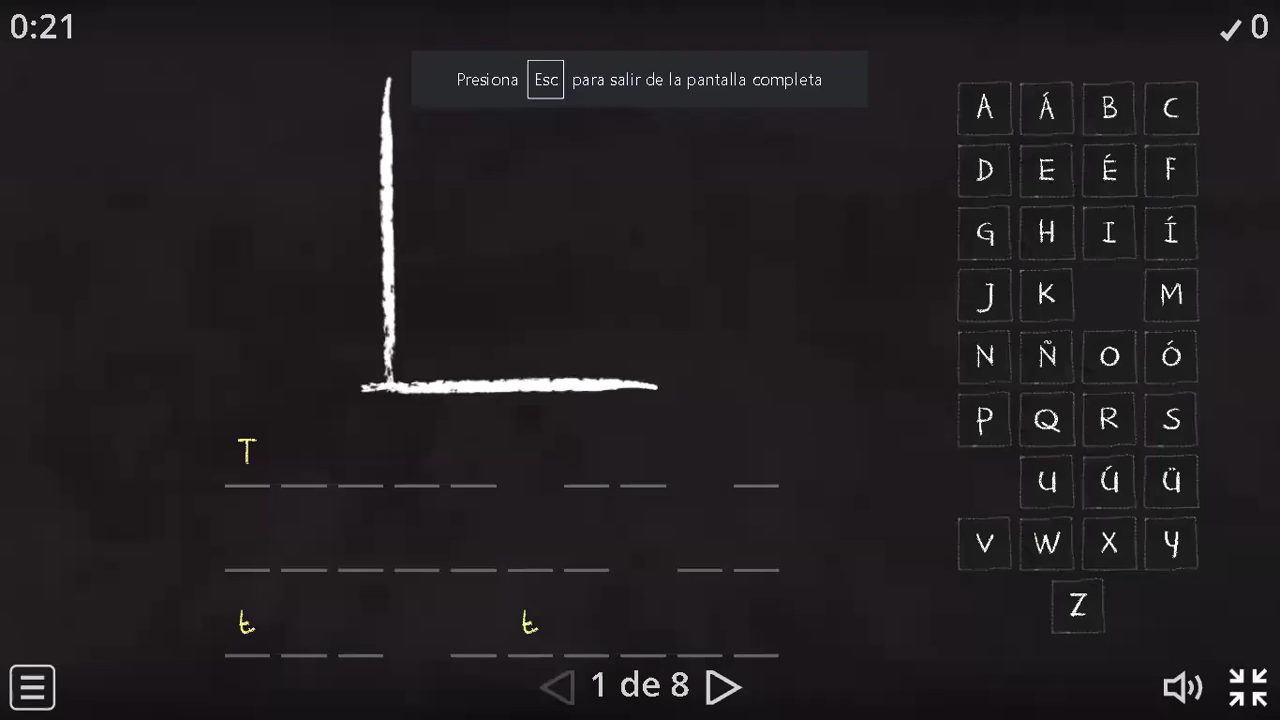 0:21
✓ 0
Presiona Esc para salir de la pantalla completa
A Á B C
D E É F
G H I Í
J K M
N Ñ O Ó
P Q R S
U Ú Ü
V W X Y
Z
T
t t
1 de 8